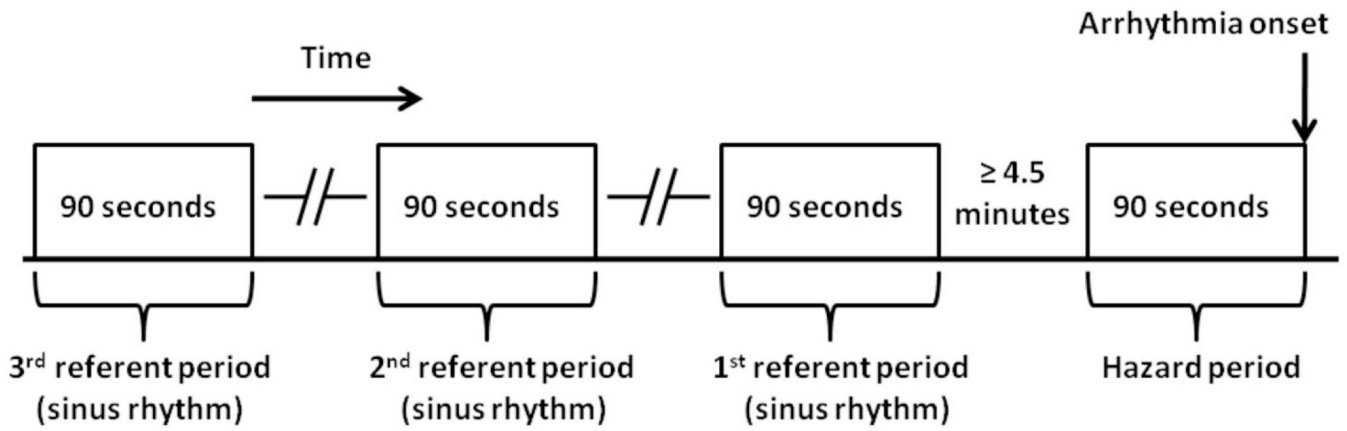 Arrhythmia onset
Time
90 seconds
90 seconds
90 seconds
≥ 4.5
minutes
90 seconds
3rd referent period
(sinus rhythm)
2nd referent period
(sinus rhythm)
1st referent period
(sinus rhythm)
Hazard period